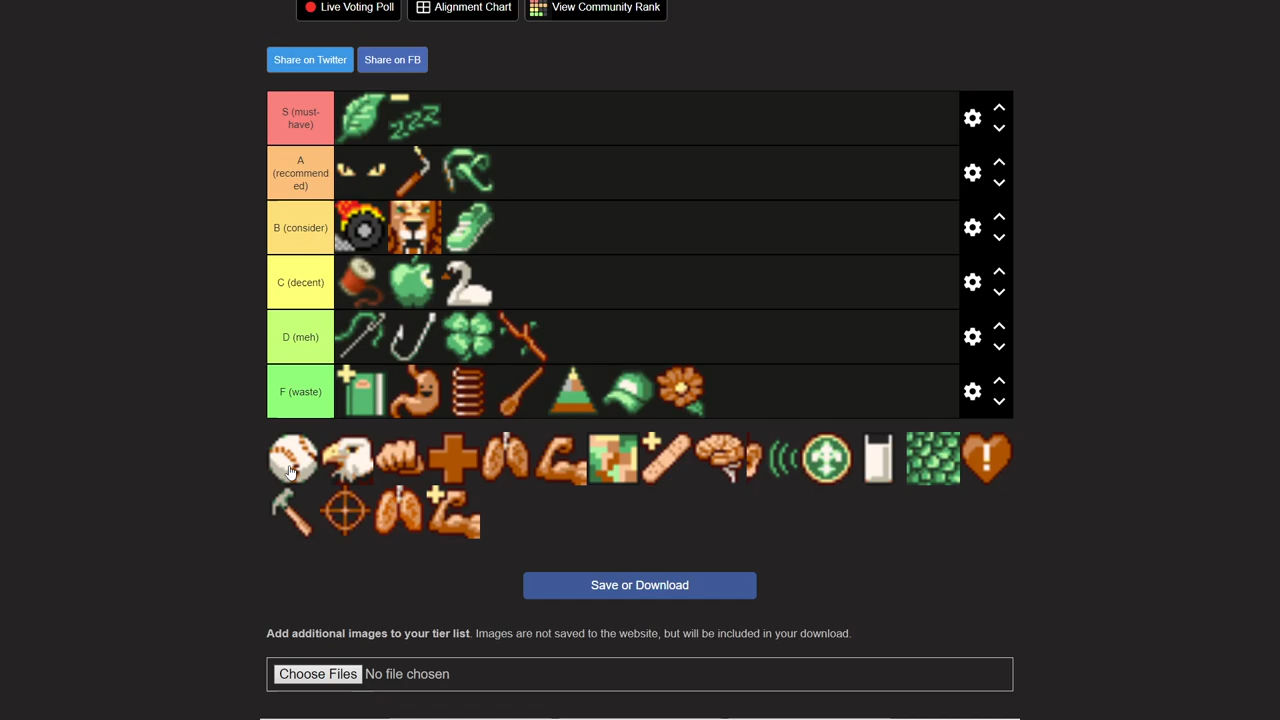 Live Voting Poll
Alignment Chart
View Community Rank
Share on Twitter
Share on FB
S (must-
have)
A
(recommend
ed)
B (consider)
C (decent)
D (meh)
F (waste)
Save or Download
Add additional images to your tier list. Images are not saved to the website, but will be included in your download.
Choose Files No file chosen